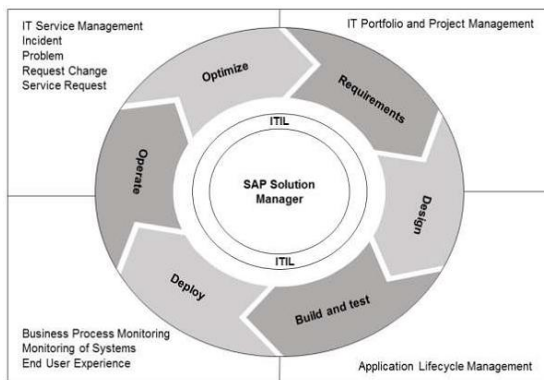 IT Service Management
Incident
Problem
Request Change
Service Request
IT Portfolio and Project Management
Optimize
Requirements
ITIL
Operate
SAP Solution
Manager
Design
ITIL
Deploy
Build and test
Business Process Monitoring
Monitoring of Systems
End User Experience
Application Lifecycle Management